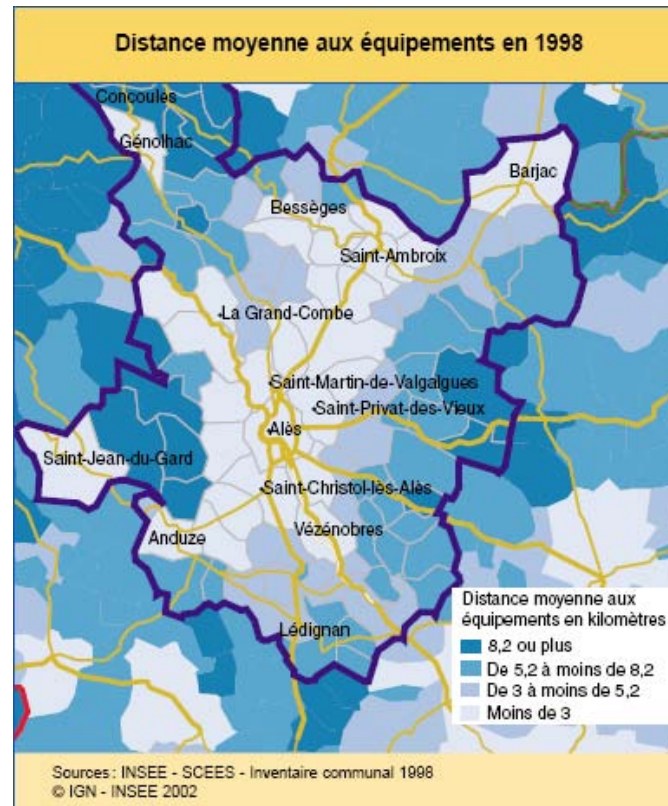 Distance moyenne aux équipements en 1998
Concoules
Génolhac
Barjac
Bessèges
Saint-Ambroix
La Grand-Combe
Saint-Martin-de-Valgalgues
Saint-Privat-des-Vieux
Alès
Saint-Jean-du-Gard
Saint-Christol-lès-Alès
Anduze
Vézénobres
Lédignan
Distance moyenne aux
équipements en kilomètres
8,2 ou plus
De 5,2 à moins de 8,2
De 3 à moins de 5,2
Moins de 3
Sources : INSEE - SCEES - Inventaire communal 1998
© IGN - INSEE 2002